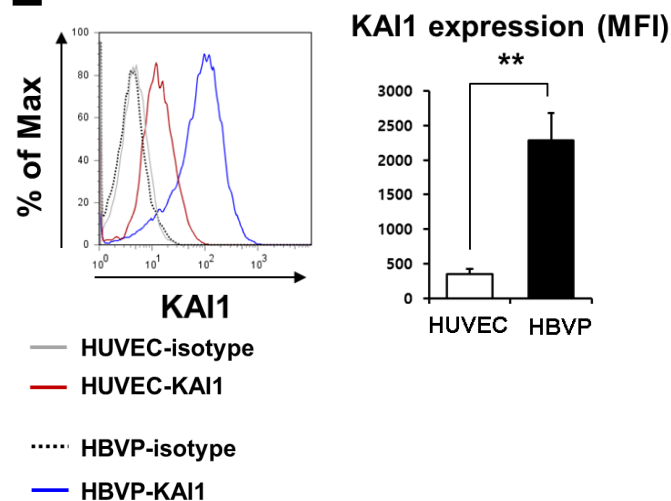 KAI1 expression (MFI)
**
% of Max
100
80
60
40
20
0
10^0 10^1 10^2 10^3
KAI1
3000
2500
2000
1500
1000
500
0
HUVEC HBVP
HUVEC-isotype
HUVEC-KAI1
HBVP-isotype
HBVP-KAI1